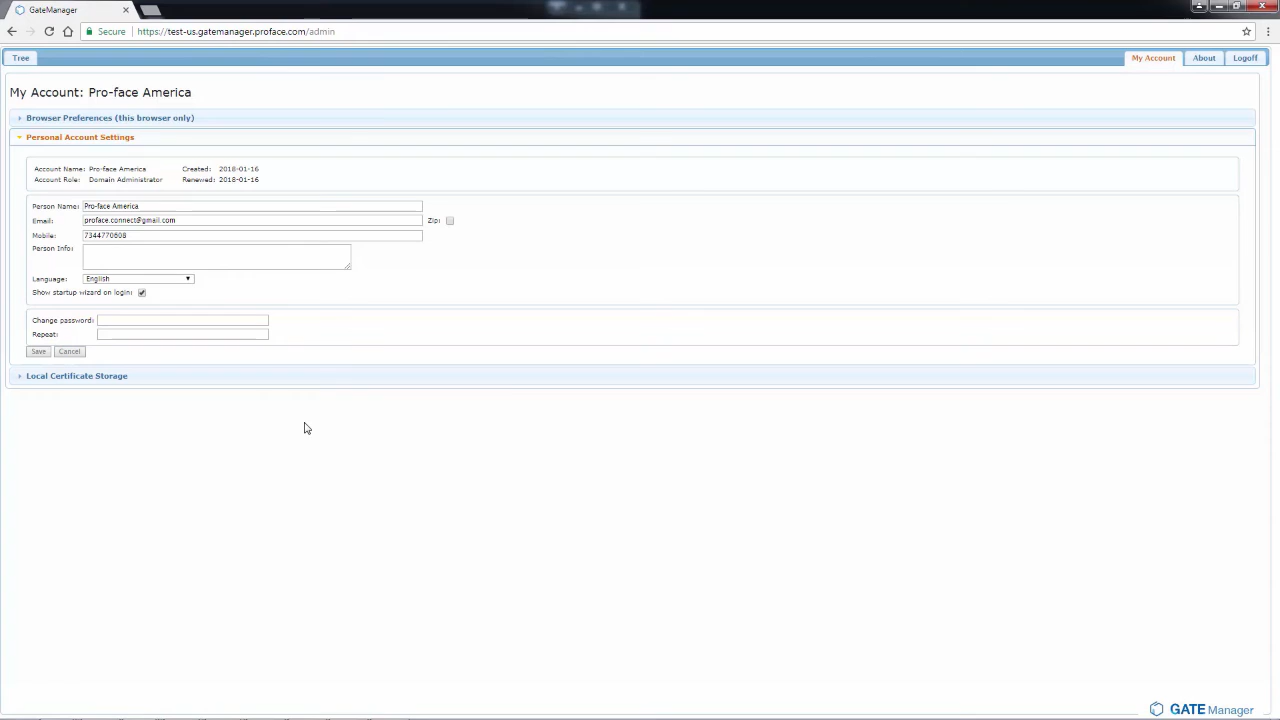 GateManager
Secure https://test-us.gatemanager.proface.com/admin
Tree My Account About Logoff
My Account: Pro-face America
Browser Preferences (this browser only)
Personal Account Settings
Account Name: Pro-face America Created: 2018-01-16
Account Role: Domain Administrator Renewed: 2018-01-16
Person Name: Pro-face America
Email: proface.connect@gmail.com Zip:
Mobile: 7344770608
Person Info:
Language: English
Show startup wizard on login:
Change password:
Repeat:
Save Cancel
Local Certificate Storage
GATE Manager